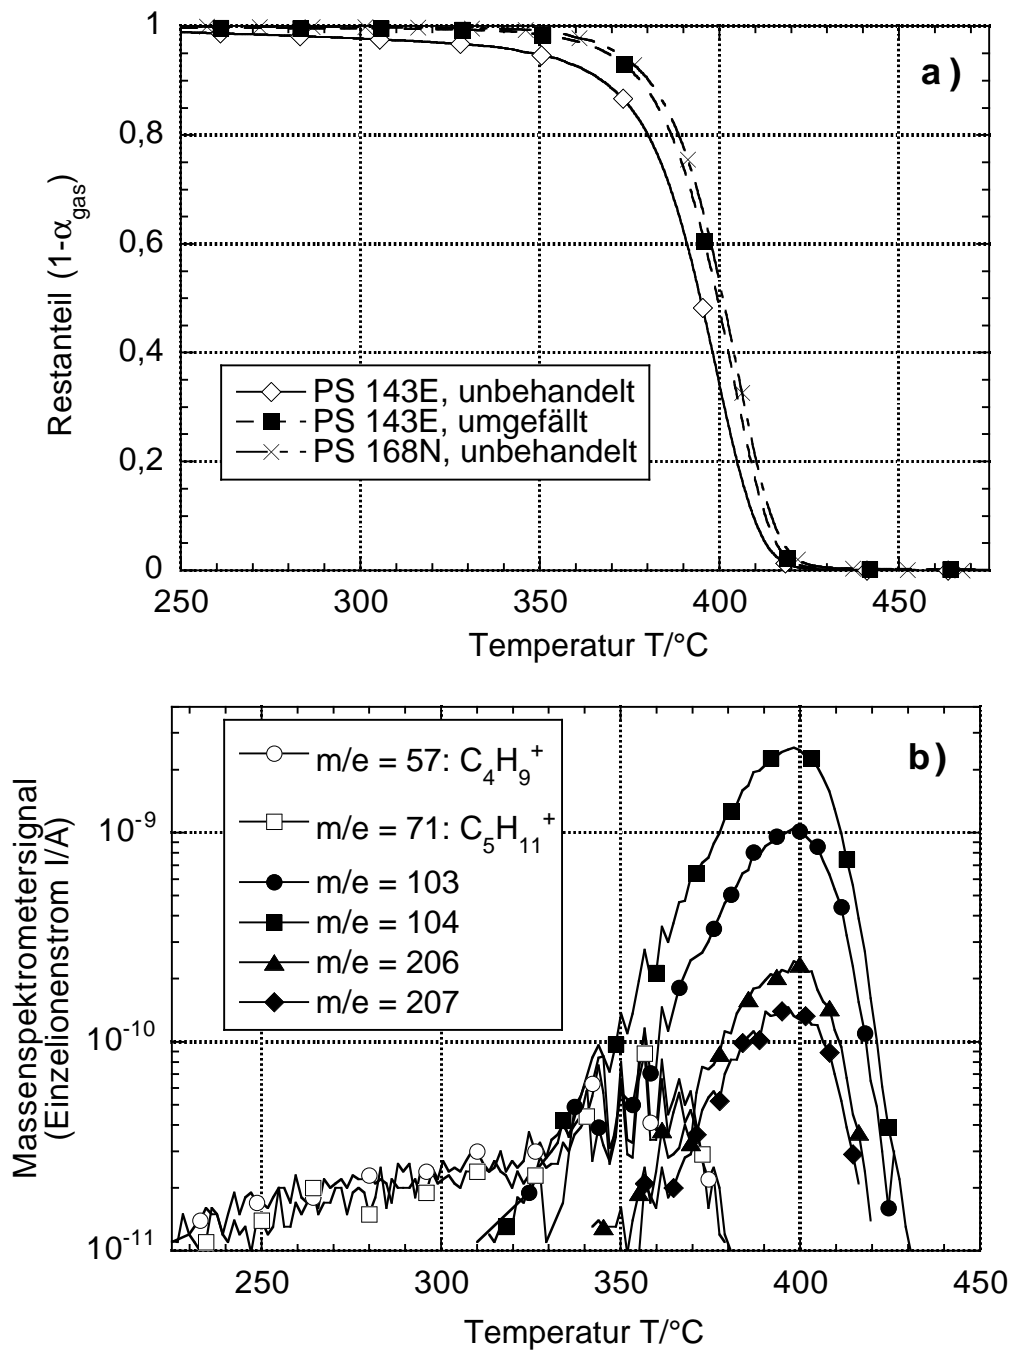 1
0,8
0,6
0,4
0,2
0
Restanteil (1-αgas)
a)
PS 143E, unbehandelt
PS 143E, umgefällt
PS 168N, unbehandelt
250 300 350 400 450
Temperatur T/°C
b)
m/e = 57: C4H9+
m/e = 71: C5H11+
m/e = 103
m/e = 104
m/e = 206
m/e = 207
Massenspektrometersignal
(Einzelionenstrom I/A)
10-9
10-10
10-11
250 300 350 400 450
Temperatur T/°C